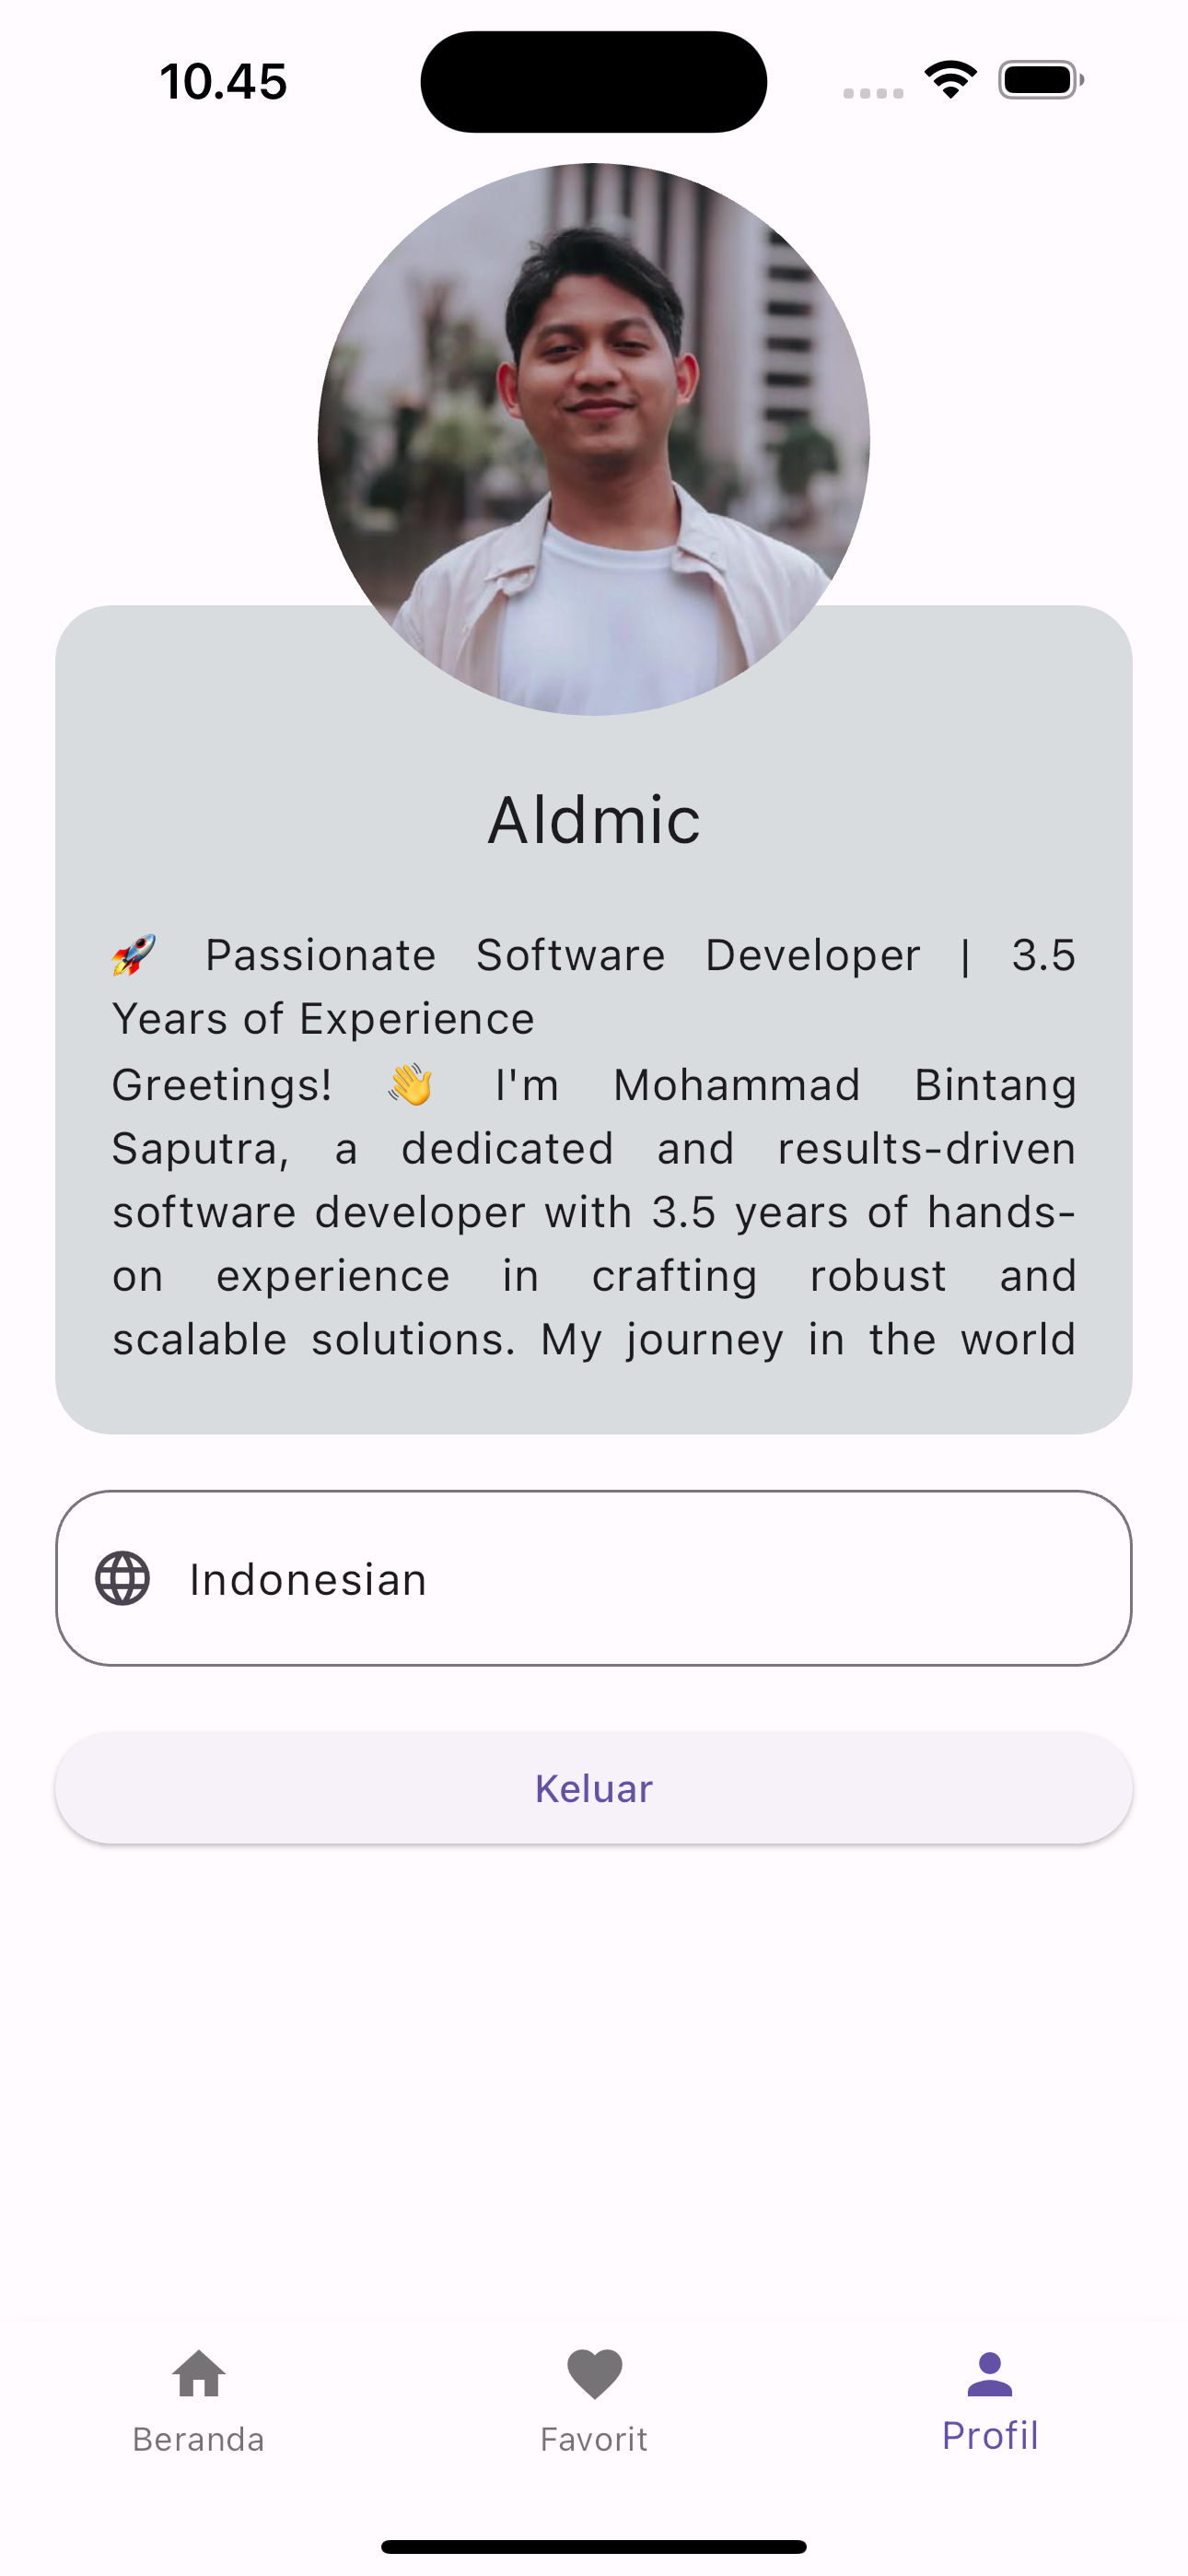 10.45
Aldmic
🚀 Passionate Software Developer | 3.5
Years of Experience
Greetings! 👋 I'm Mohammad Bintang
Saputra, a dedicated and results-driven
software developer with 3.5 years of hands-
on experience in crafting robust and
scalable solutions. My journey in the world
Indonesian
Keluar
Beranda
Favorit
Profil